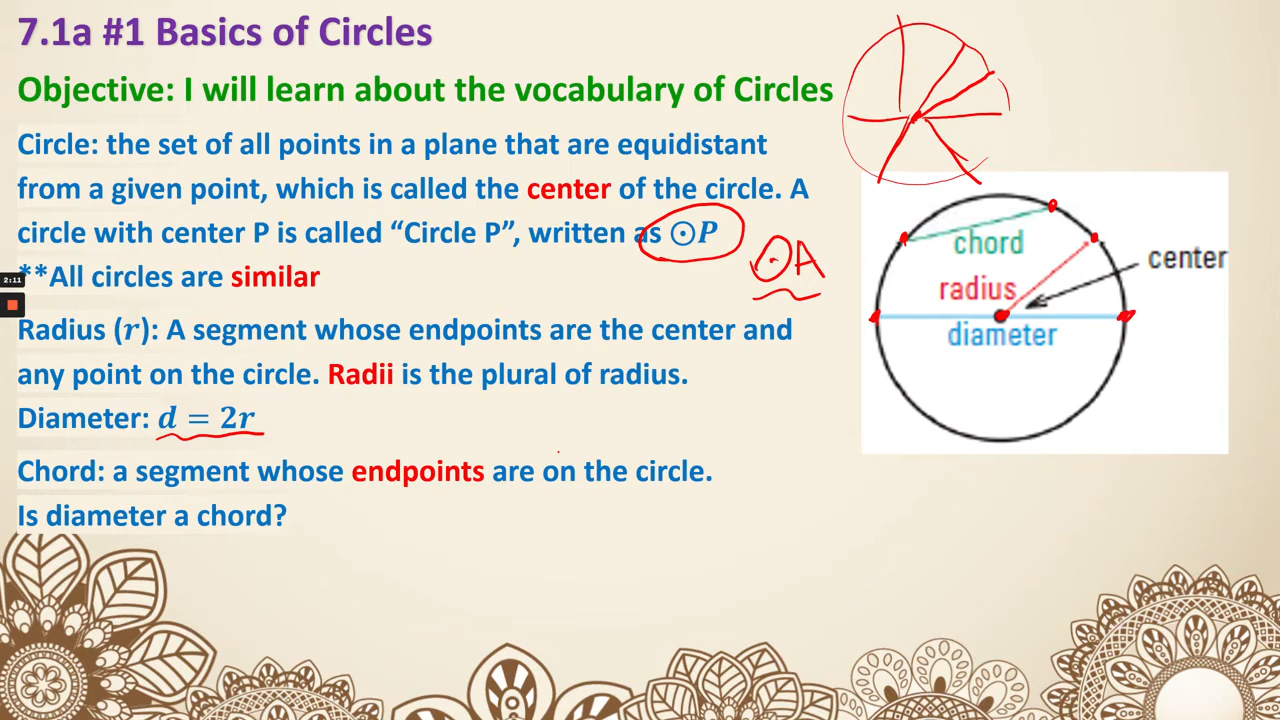 7.1a #1 Basics of Circles
Objective: I will learn about the vocabulary of Circles
Circle: the set of all points in a plane that are equidistant
from a given point, which is called the center of the circle. A
circle with center P is called “Circle P”, written as ⊙P
⊙A
**All circles are similar
2:11
Radius (r): A segment whose endpoints are the center and
any point on the circle. Radii is the plural of radius.
Diameter: d = 2r
Chord: a segment whose endpoints are on the circle.
Is diameter a chord?
chord
center
radius
diameter